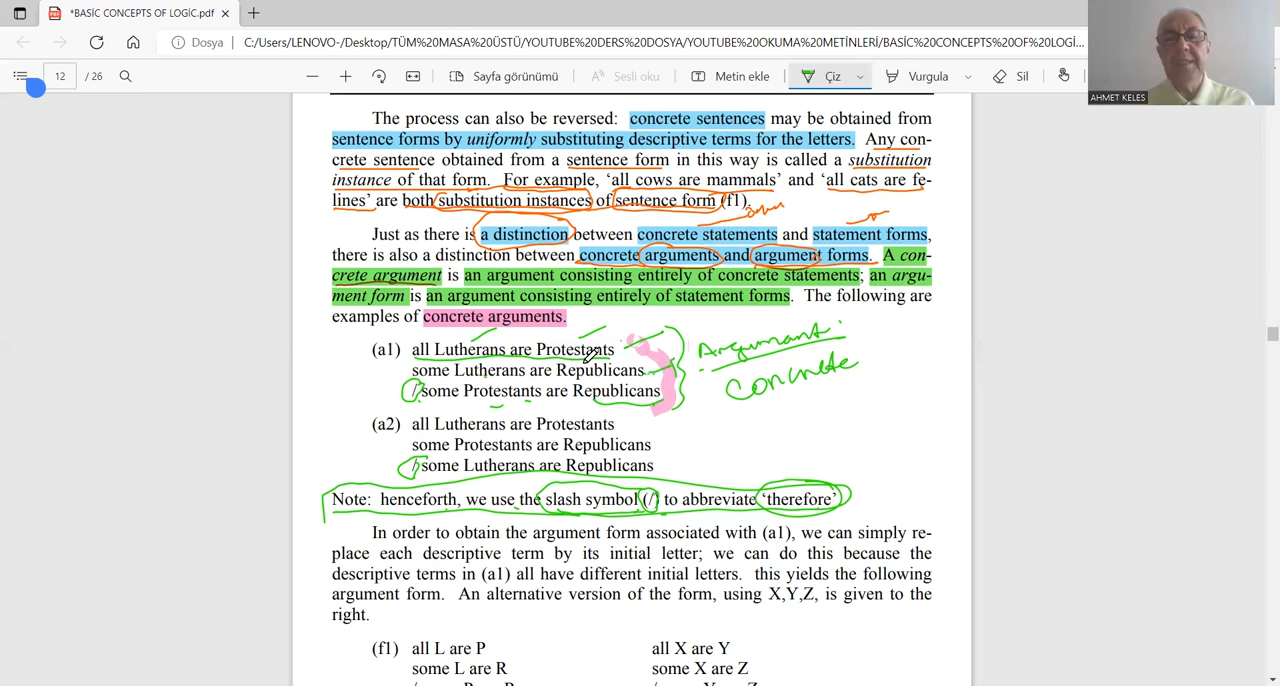 *BASİC CONCEPTS OF LOGİC.pdf
Dosya C:/Users/LENOVO-/Desktop/TÜM%20MASA%20ÜSTÜ/YOUTUBE%20DERS%20DOSYA/YOUTUBE%20OKUMA%20METİNLERİ/BASİC%20CONCEPTS%20OF%20LOGİ...
12 / 26 Sayfa görünümü Sesli oku Metin ekle Çiz Vurgula Sil
AHMET KELES
The process can also be reversed: concrete sentences may be obtained from
sentence forms by uniformly substituting descriptive terms for the letters. Any con-
crete sentence obtained from a sentence form in this way is called a substitution
instance of that form. For example, ‘all cows are mammals’ and ‘all cats are fe-
lines’ are both substitution instances of sentence form (f1).
Just as there is a distinction between concrete statements and statement forms,
there is also a distinction between concrete arguments and argument forms. A con-
crete argument is an argument consisting entirely of concrete statements; an argu-
ment form is an argument consisting entirely of statement forms. The following are
examples of concrete arguments.
(a1) all Lutherans are Protestants
some Lutherans are Republicans
/ some Protestants are Republicans
Argumant:
Concrete
(a2) all Lutherans are Protestants
some Protestants are Republicans
/ some Lutherans are Republicans
Note: henceforth, we use the slash symbol (/) to abbreviate ‘therefore’
In order to obtain the argument form associated with (a1), we can simply re-
place each descriptive term by its initial letter; we can do this because the
descriptive terms in (a1) all have different initial letters. this yields the following
argument form. An alternative version of the form, using X,Y,Z, is given to the
right.
(f1) all L are P all X are Y
some L are R some X are Z